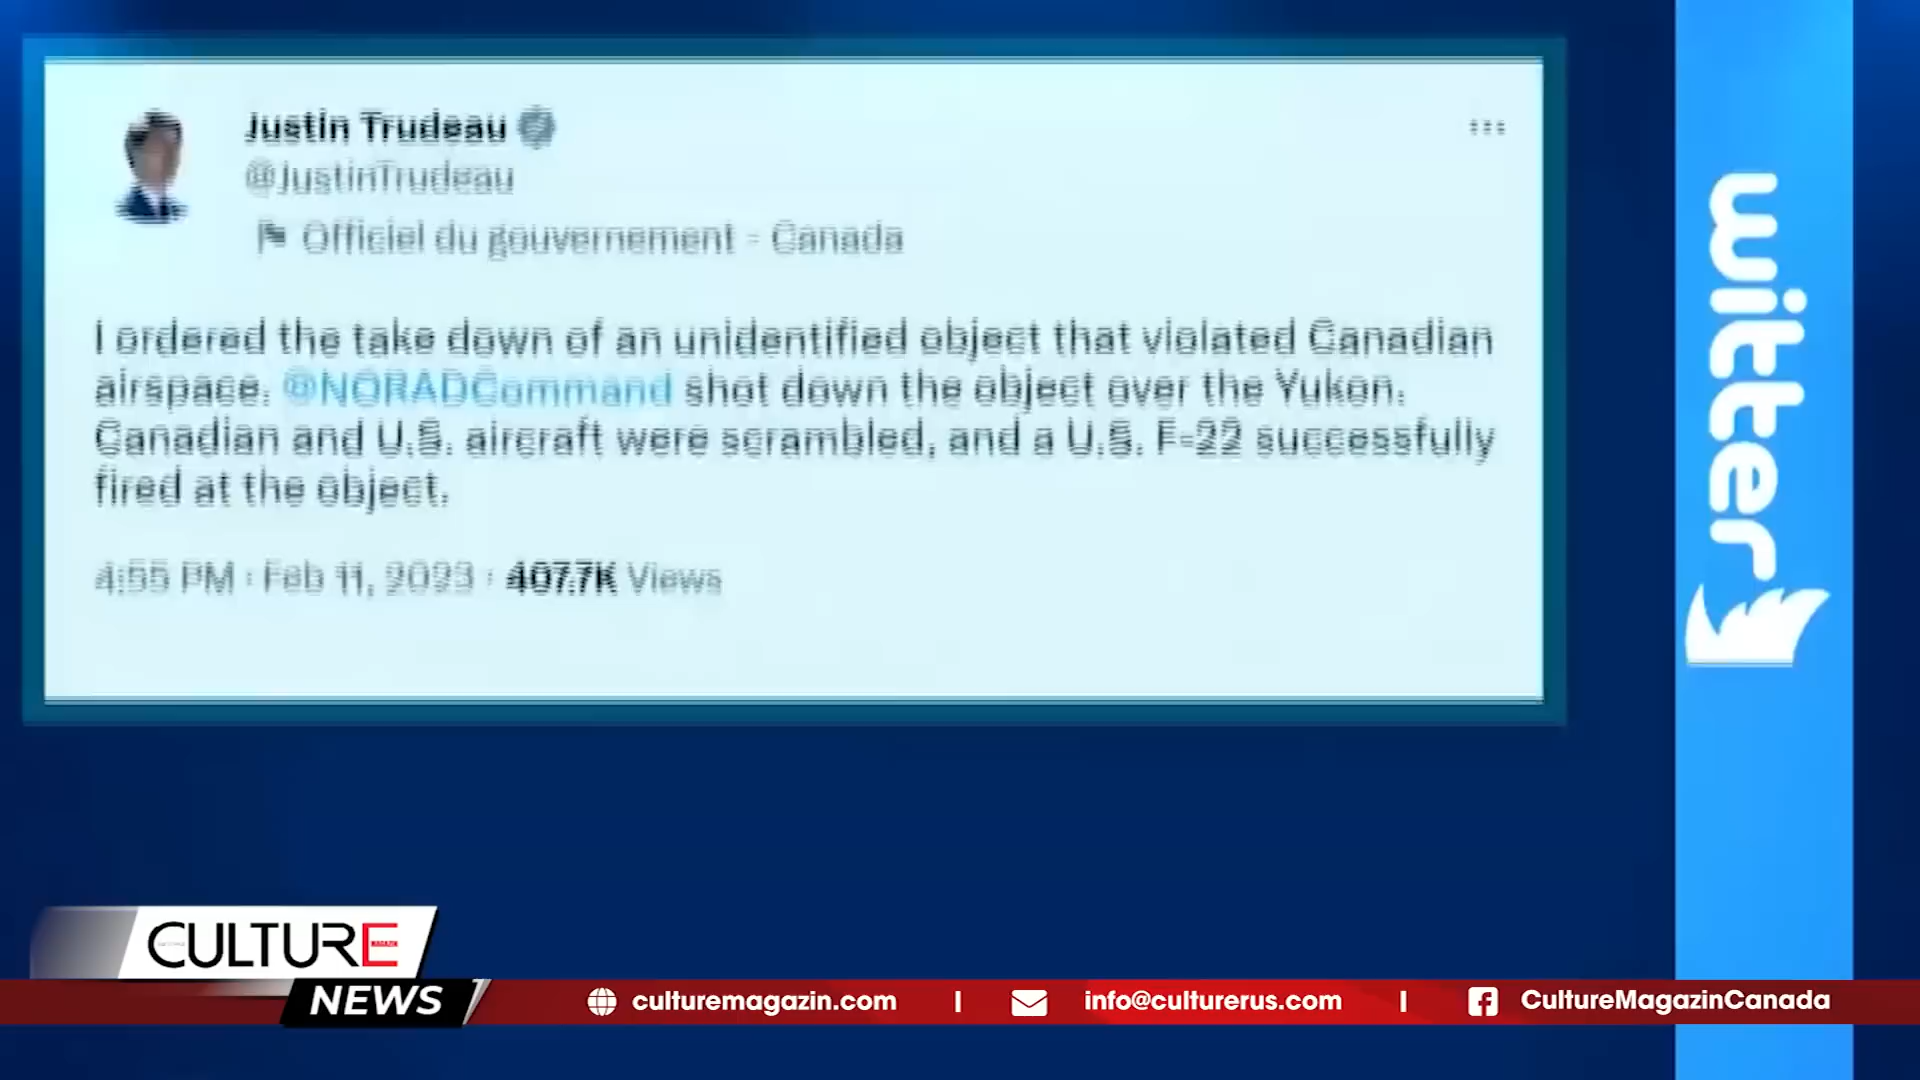 Justin Trudeau
@JustinTrudeau
Officiel du gouvernement - Canada
I ordered the take down of an unidentified object that violated Canadian
airspace. @NORADCommand shot down the object over the Yukon.
Canadian and U.S. aircraft were scrambled, and a U.S. F-22 successfully
fired at the object.
4:55 PM · Feb 11, 2023 · 407.7K Views
witter
CULTURE
NEWS
culturemagazin.com | info@culturerus.com | CultureMagazinCanada